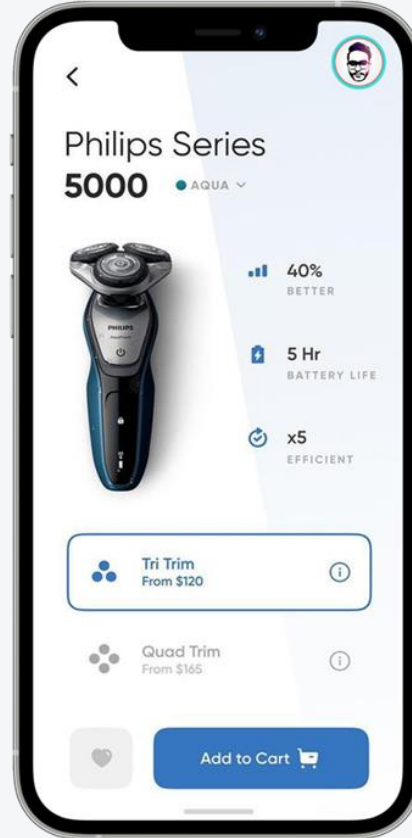 Philips Series
5000 AQUA
40%
BETTER
5 Hr
BATTERY LIFE
x5
EFFICIENT
PHILIPS
Tri Trim
From $120
Quad Trim
From $165
Add to Cart